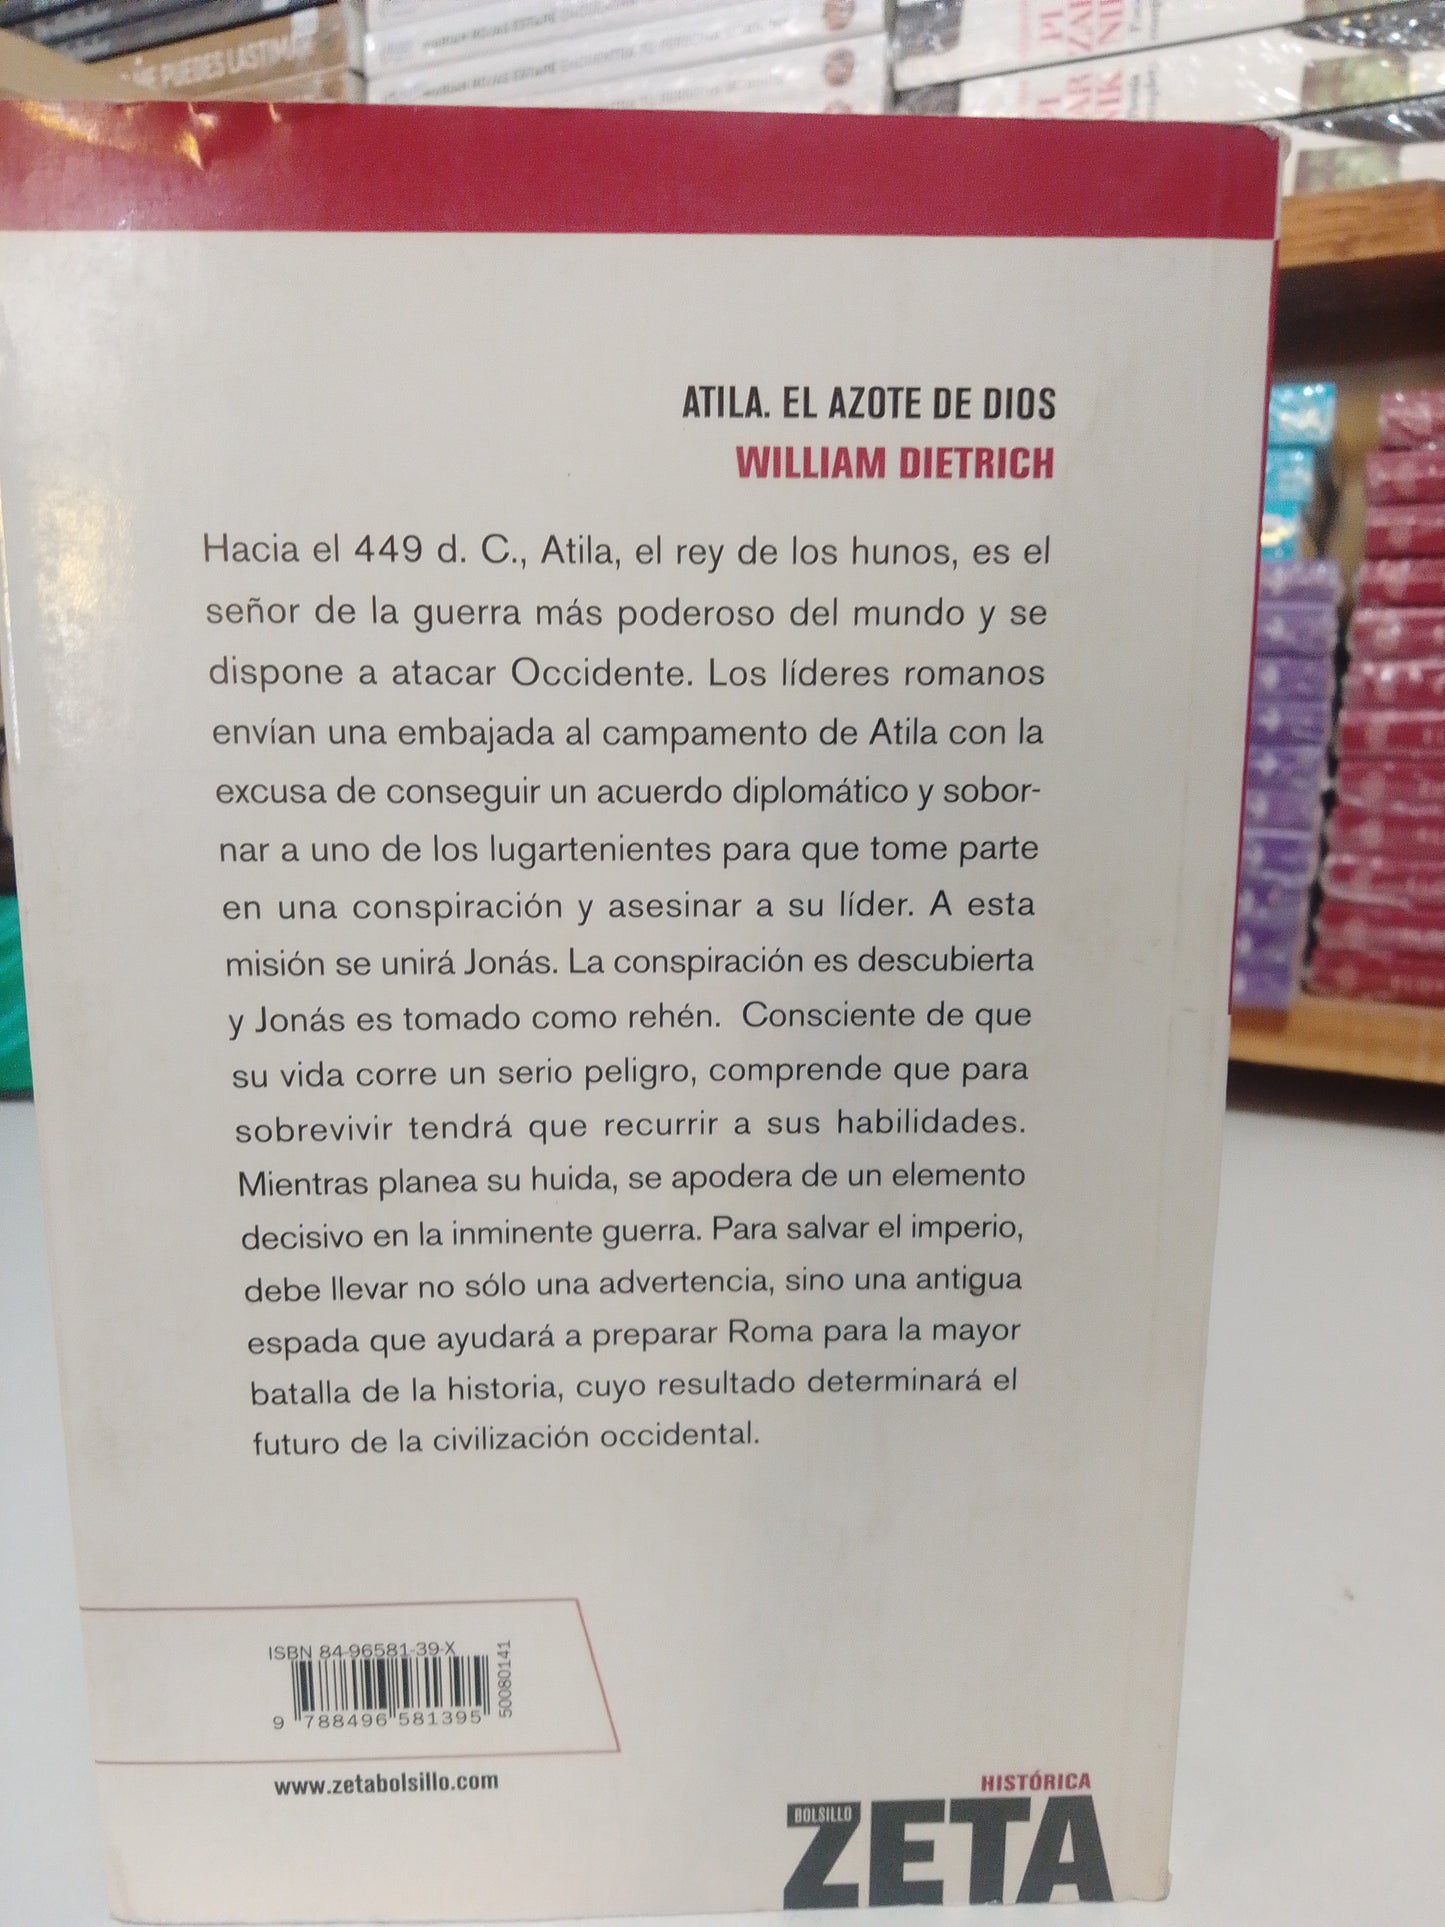 ME PUEDES LASTIMAR
PI
ZAR
NIK
ATILA. EL AZOTE DE DIOS
WILLIAM DIETRICH
Hacia el 449 d. C., Atila, el rey de los hunos, es el
señor de la guerra más poderoso del mundo y se
dispone a atacar Occidente. Los líderes romanos
envían una embajada al campamento de Atila con la
excusa de conseguir un acuerdo diplomático y sobor-
nar a uno de los lugartenientes para que tome parte
en una conspiración y asesinar a su líder. A esta
misión se unirá Jonás. La conspiración es descubierta
y Jonás es tomado como rehén. Consciente de que
su vida corre un serio peligro, comprende que para
sobrevivir tendrá que recurrir a sus habilidades.
Mientras planea su huida, se apodera de un elemento
decisivo en la inminente guerra. Para salvar el imperio,
debe llevar no sólo una advertencia, sino una antigua
espada que ayudará a preparar Roma para la mayor
batalla de la historia, cuyo resultado determinará el
futuro de la civilización occidental.
ISBN 84-96581-39-X
9 788496 581395
50080141
www.zetabolsillo.com
HISTÓRICA
BOLSILLO
ZETA